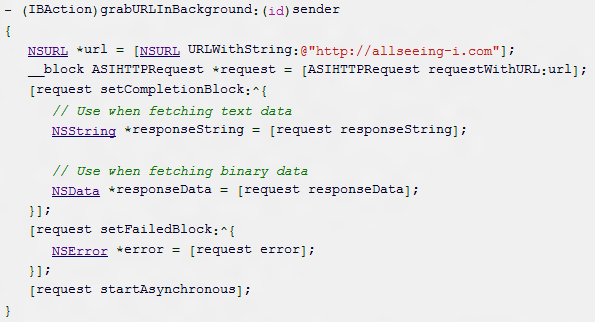 - (IBAction)grabURLInBackground:(id)sender
{
NSURL *url = [NSURL URLWithString:@"http://allseeing-i.com"];
__block ASIHTTPRequest *request = [ASIHTTPRequest requestWithURL:url];
[request setCompletionBlock:^{
// Use when fetching text data
NSString *responseString = [request responseString];
// Use when fetching binary data
NSData *responseData = [request responseData];
}];
[request setFailedBlock:^{
NSError *error = [request error];
}];
[request startAsynchronous];
}